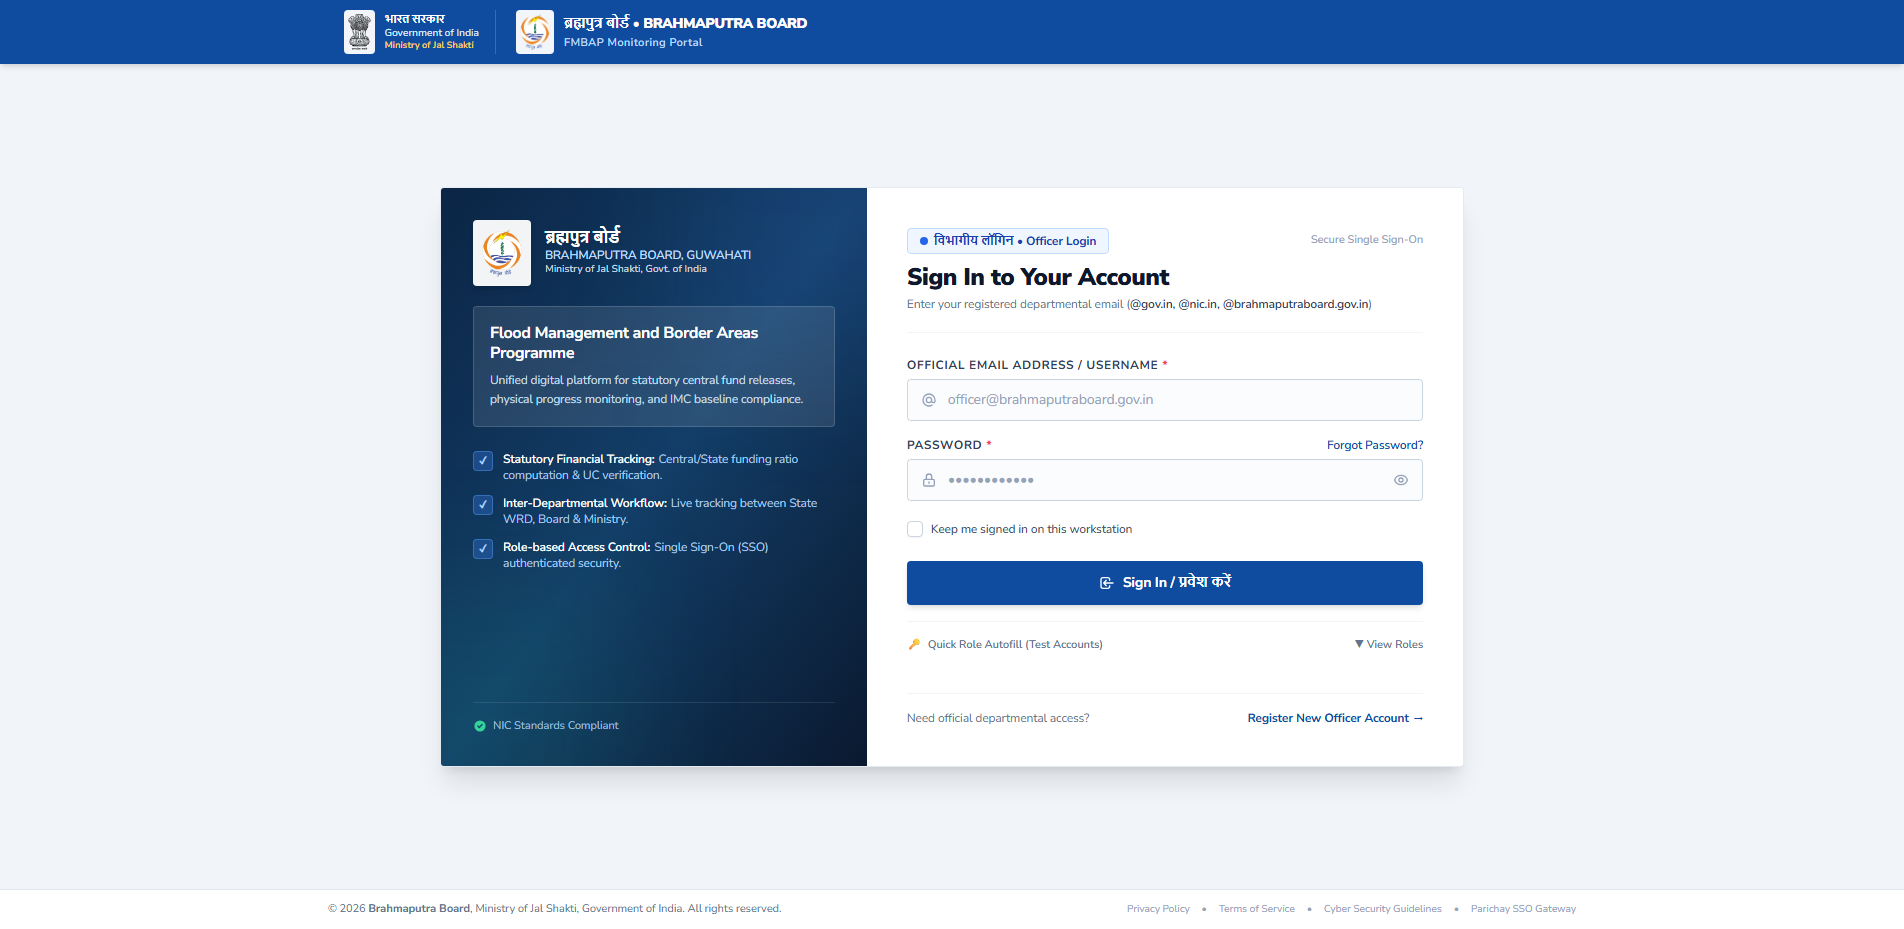 भारत सरकार
Government of India
Ministry of Jal Shakti
ब्रह्मपुत्र बोर्ड • BRAHMAPUTRA BOARD
FMBAP Monitoring Portal
ब्रह्मपुत्र बोर्ड
BRAHMAPUTRA BOARD, GUWAHATI
Ministry of Jal Shakti, Govt. of India
Flood Management and Border Areas
Programme
Unified digital platform for statutory central fund releases,
physical progress monitoring, and IMC baseline compliance.
Statutory Financial Tracking: Central/State funding ratio
computation & UC verification.
Inter-Departmental Workflow: Live tracking between State
WRD, Board & Ministry.
Role-based Access Control: Single Sign-On (SSO)
authenticated security.
NIC Standards Compliant
विभागीय लॉगिन • Officer Login
Secure Single Sign-On
Sign In to Your Account
Enter your registered departmental email (@gov.in, @nic.in, @brahmaputraboard.gov.in)
OFFICIAL EMAIL ADDRESS / USERNAME *
officer@brahmaputraboard.gov.in
PASSWORD *
Forgot Password?
••••••••••••
Keep me signed in on this workstation
Sign In / प्रवेश करें
Quick Role Autofill (Test Accounts)
▼ View Roles
Need official departmental access?
Register New Officer Account →
© 2026 Brahmaputra Board, Ministry of Jal Shakti, Government of India. All rights reserved.
Privacy Policy • Terms of Service • Cyber Security Guidelines • Parichay SSO Gateway